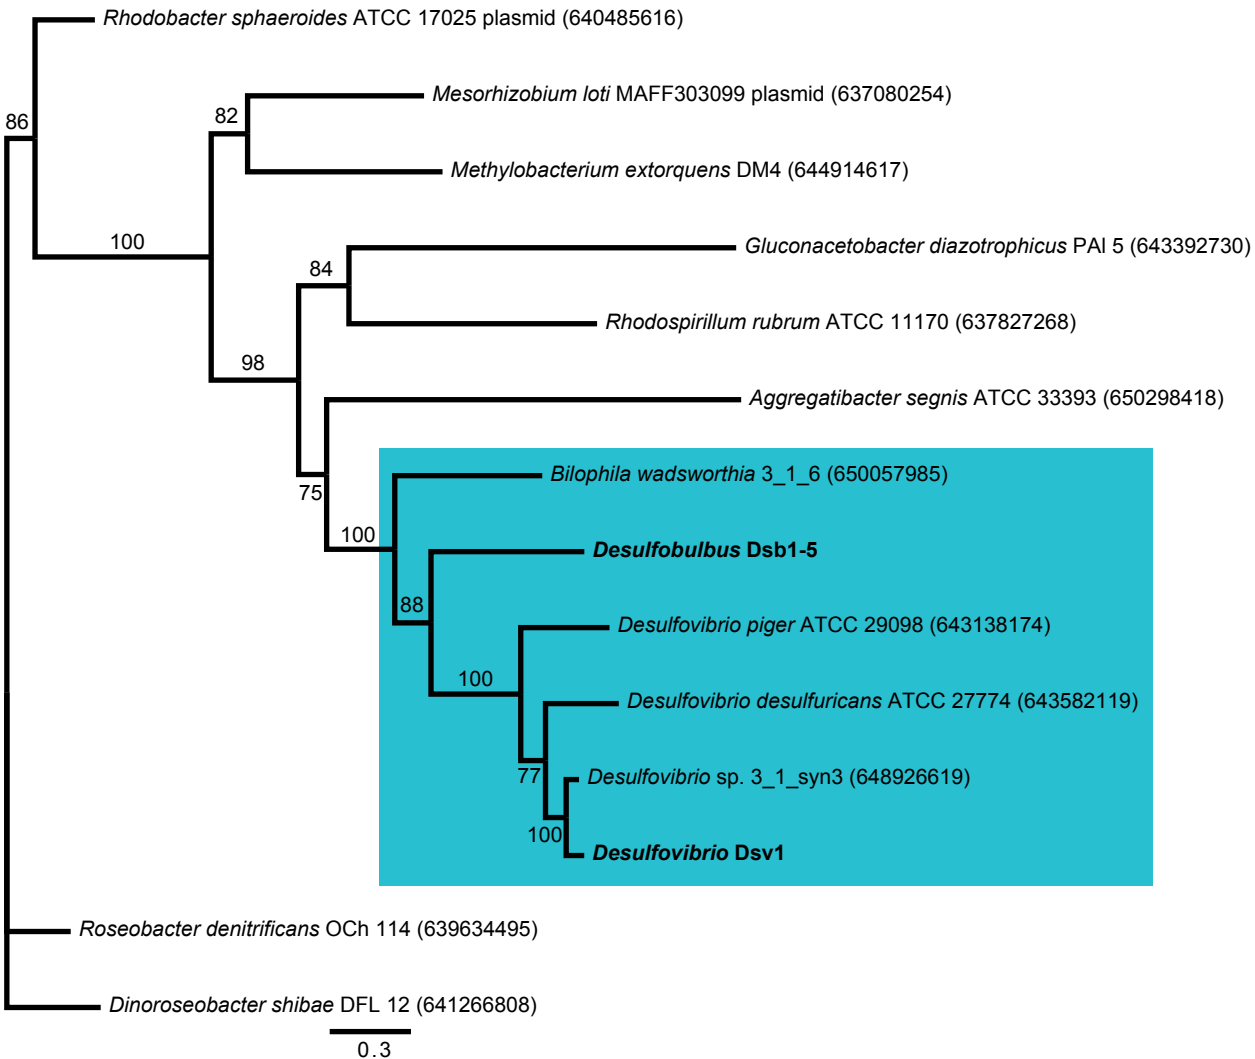 Rhodobacter sphaeroides ATCC 17025 plasmid (640485616)
Mesorhizobium loti MAFF303099 plasmid (637080254)
82
86
Methylobacterium extorquens DM4 (644914617)
100
Gluconacetobacter diazotrophicus PAl 5 (643392730)
84
Rhodospirillum rubrum ATCC 11170 (637827268)
98
Aggregatibacter segnis ATCC 33393 (650298418)
Bilophila wadsworthia 3_1_6 (650057985)
75
100
Desulfobulbus Dsb1-5
88
Desulfovibrio piger ATCC 29098 (643138174)
100
Desulfovibrio desulfuricans ATCC 27774 (643582119)
77
Desulfovibrio sp. 3_1_syn3 (648926619)
100
Desulfovibrio Dsv1
Roseobacter denitrificans OCh 114 (639634495)
Dinoroseobacter shibae DFL 12 (641266808)
0.3